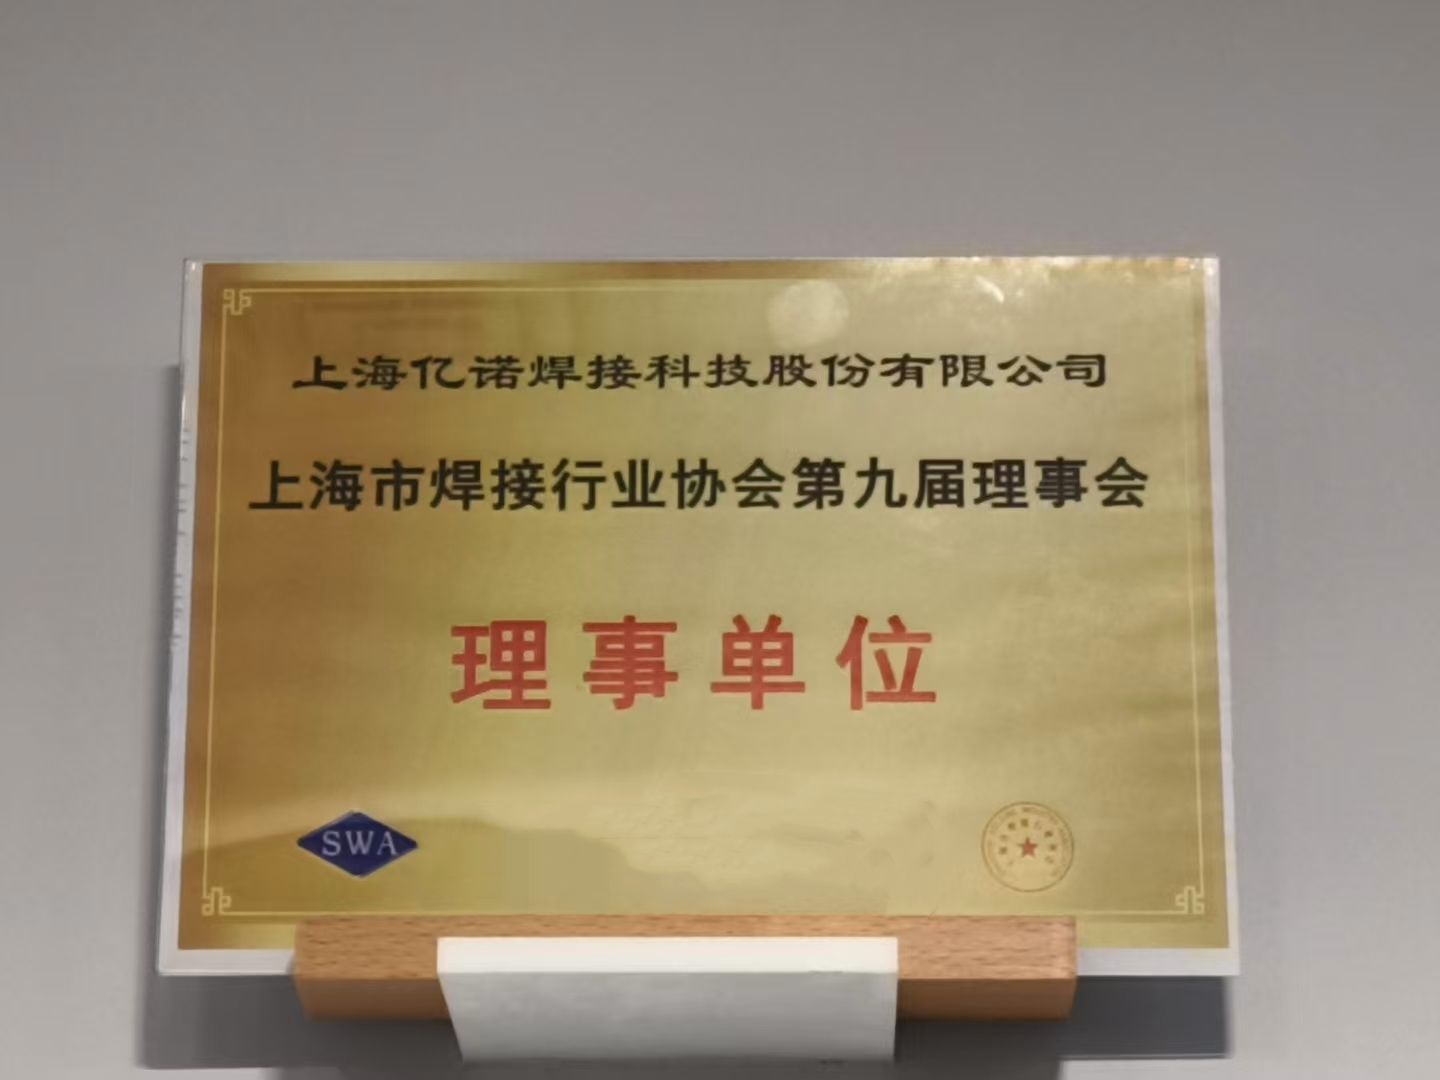 上海亿诺焊接科技股份有限公司
上海市焊接行业协会第九届理事会
理事单位
SWA